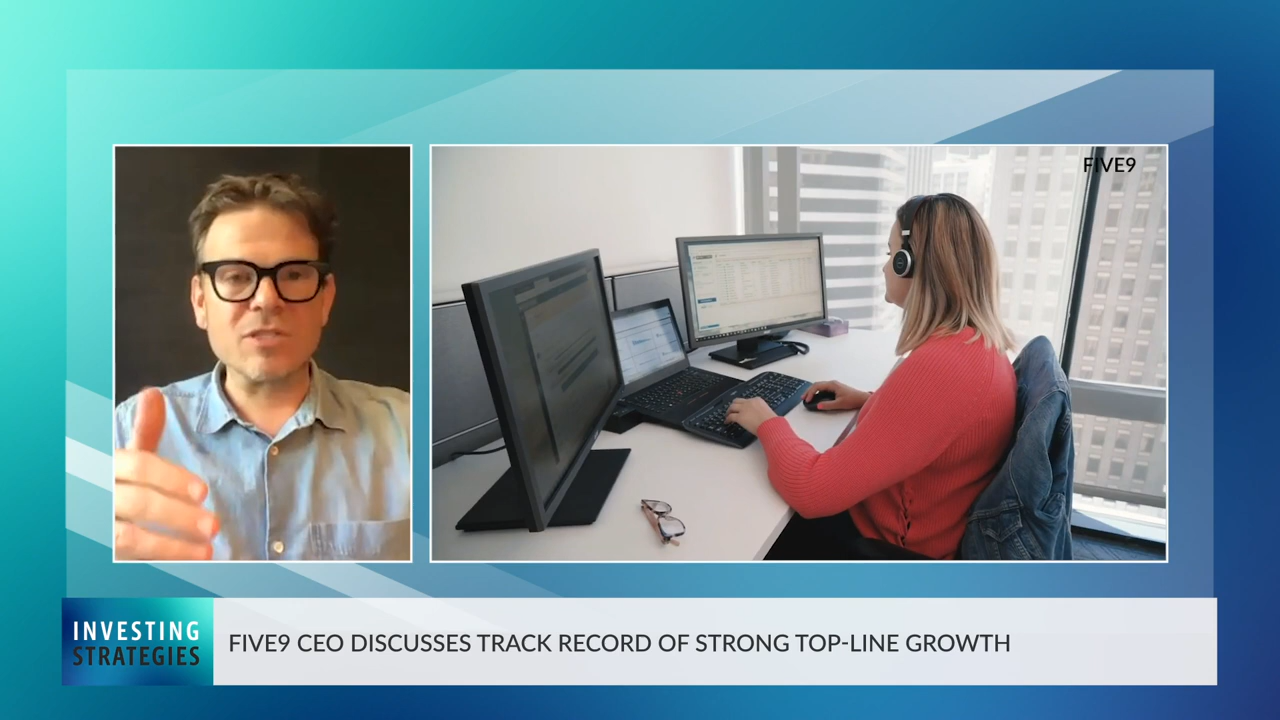 FIVE9
INVESTING
STRATEGIES
FIVE9 CEO DISCUSSES TRACK RECORD OF STRONG TOP-LINE GROWTH